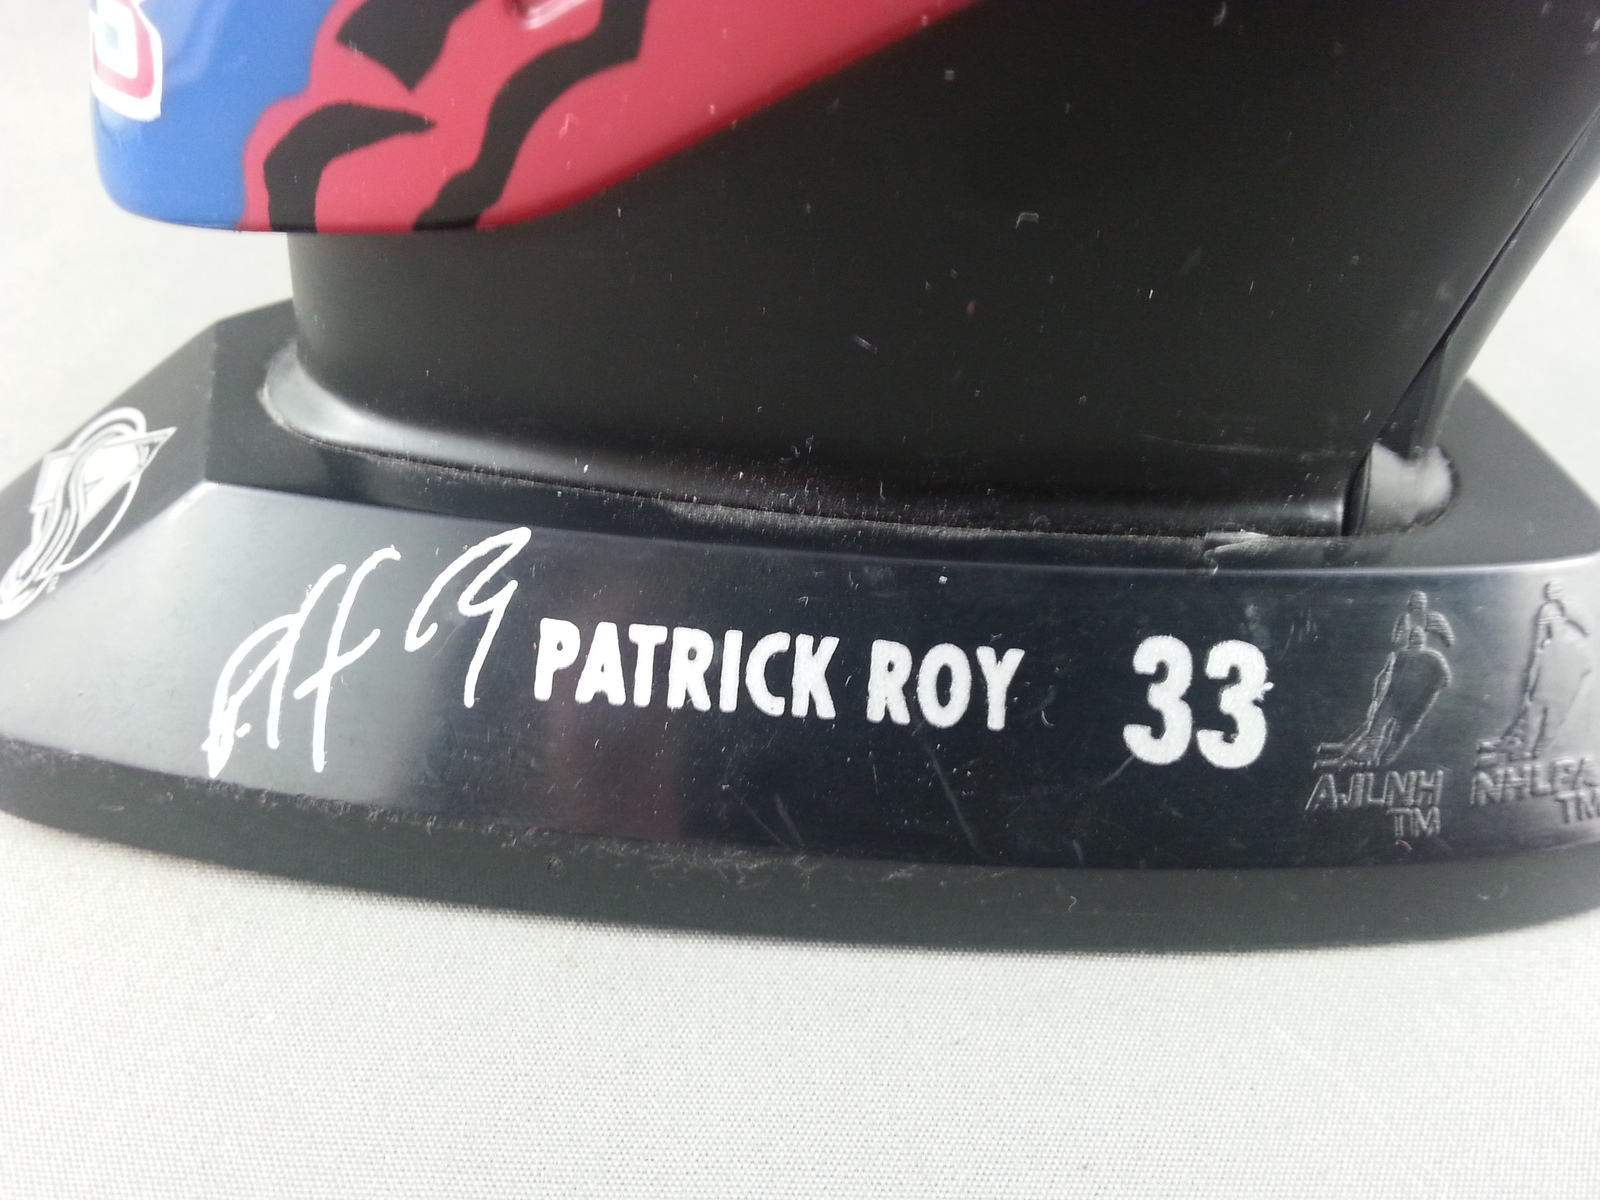 PATRICK ROY 33
AJLNH
TM
NHLPA
TM